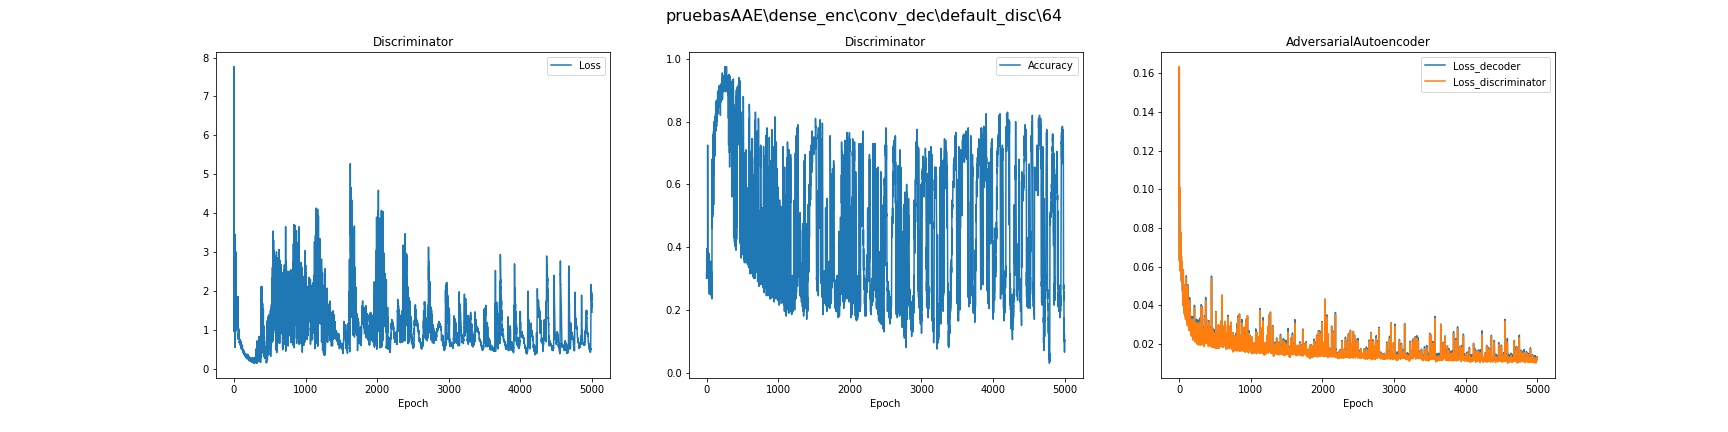 pruebasAAE\dense_enc\conv_dec\default_disc\64
Discriminator
Loss
8
7
6
5
4
3
2
1
0
0 1000 2000 3000 4000 5000
Epoch
Discriminator
Accuracy
1.0
0.8
0.6
0.4
0.2
0.0
0 1000 2000 3000 4000 5000
Epoch
AdversarialAutoencoder
Loss_decoder
Loss_discriminator
0.16
0.14
0.12
0.10
0.08
0.06
0.04
0.02
0 1000 2000 3000 4000 5000
Epoch